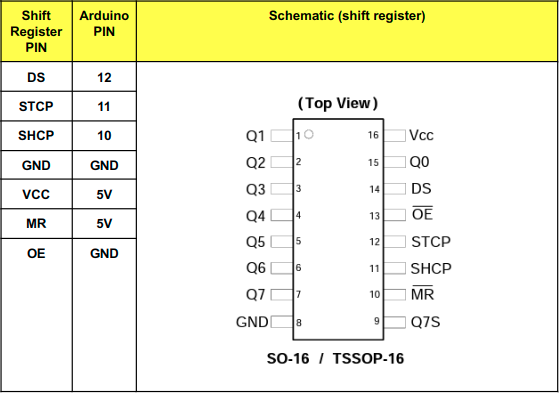 Shift Register PIN
Arduino PIN
Schematic (shift register)
DS 12
STCP 11
SHCP 10
GND GND
VCC 5V
MR 5V
OE GND
(Top View)
Q1 1 16 Vcc
Q2 2 15 Q0
Q3 3 14 DS
Q4 4 13 OE
Q5 5 12 STCP
Q6 6 11 SHCP
Q7 7 10 MR
GND 8 9 Q7S
SO-16 / TSSOP-16